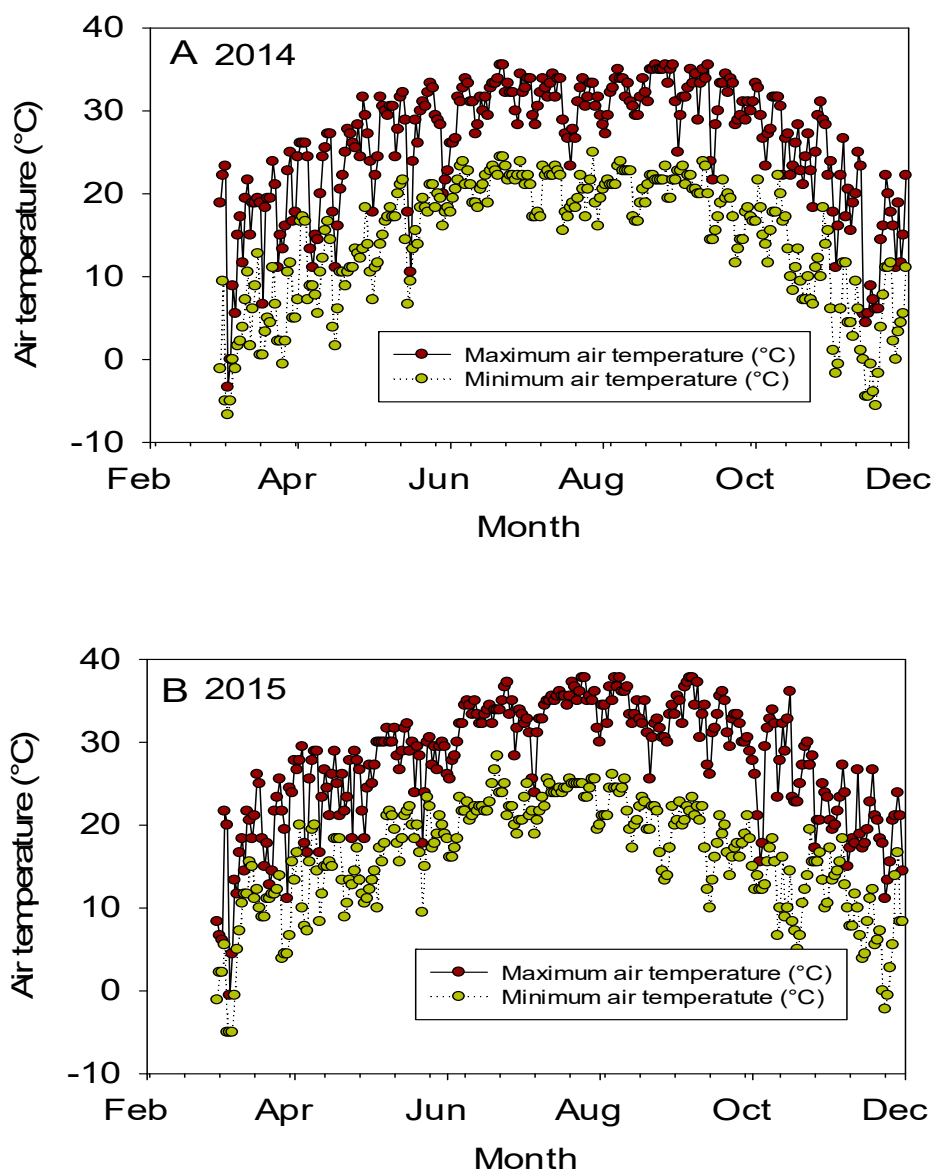 A 2014
Air temperature (°C)
40
30
20
10
0
-10
Maximum air temperature (°C)
Minimum air temperature (°C)
Feb Apr Jun Aug Oct Dec
Month
B 2015
Air temperature (°C)
40
30
20
10
0
-10
Maximum air temperature (°C)
Minimum air temperatute (°C)
Feb Apr Jun Aug Oct Dec
Month